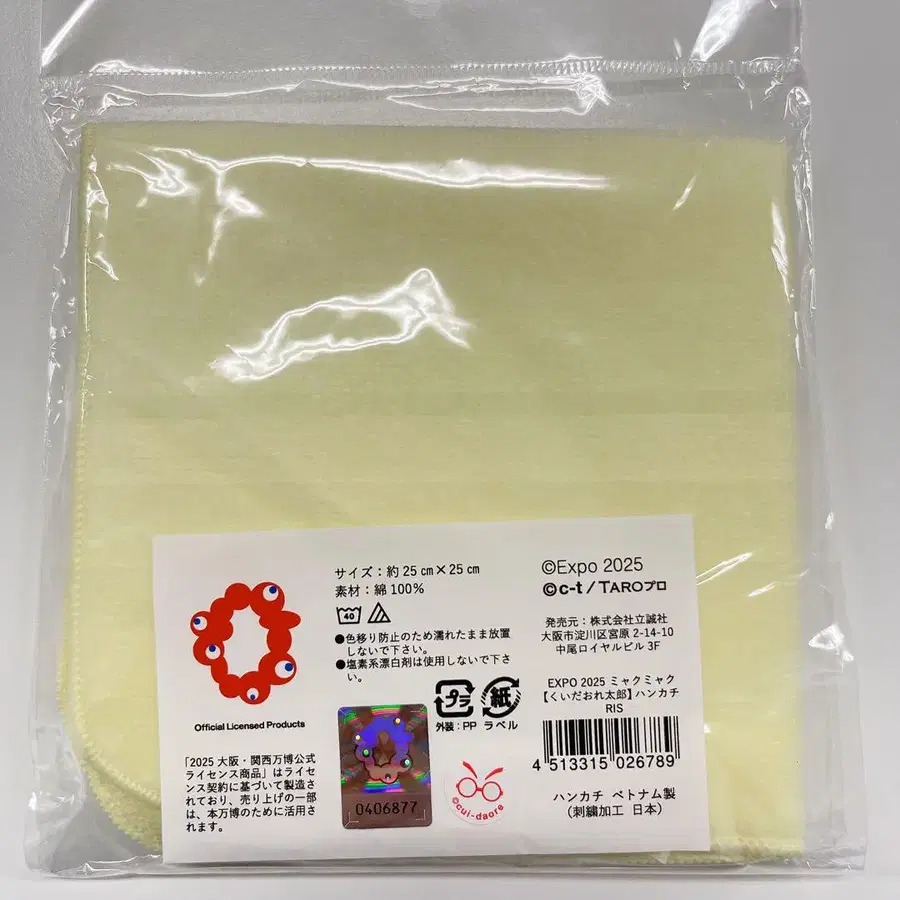 サイズ：約25㎝×25㎝
素材：綿100%
40
●色移り防止のため濡れたまま放置
しないで下さい。
●塩素系漂白剤は使用しないで下さ
い。
Official Licensed Products
「2025 大阪・関西万博公式
ライセンス商品」はライセ
ンス契約に基づいて製造さ
れており、売り上げの一部
は、本万博のために活用さ
れます。
0406877
プラ 紙
外装：PP ラベル
©cui-daore
©Expo 2025
©c-t/TAROプロ
発売元：株式会社立誠社
大阪市淀川区宮原 2-14-10
中尾ロイヤルビル 3F
EXPO 2025 ミャクミャク
【くいだおれ太郎】ハンカチ
RIS
4 513315 026789
ハンカチ ベトナム製
(刺繍加工 日本)